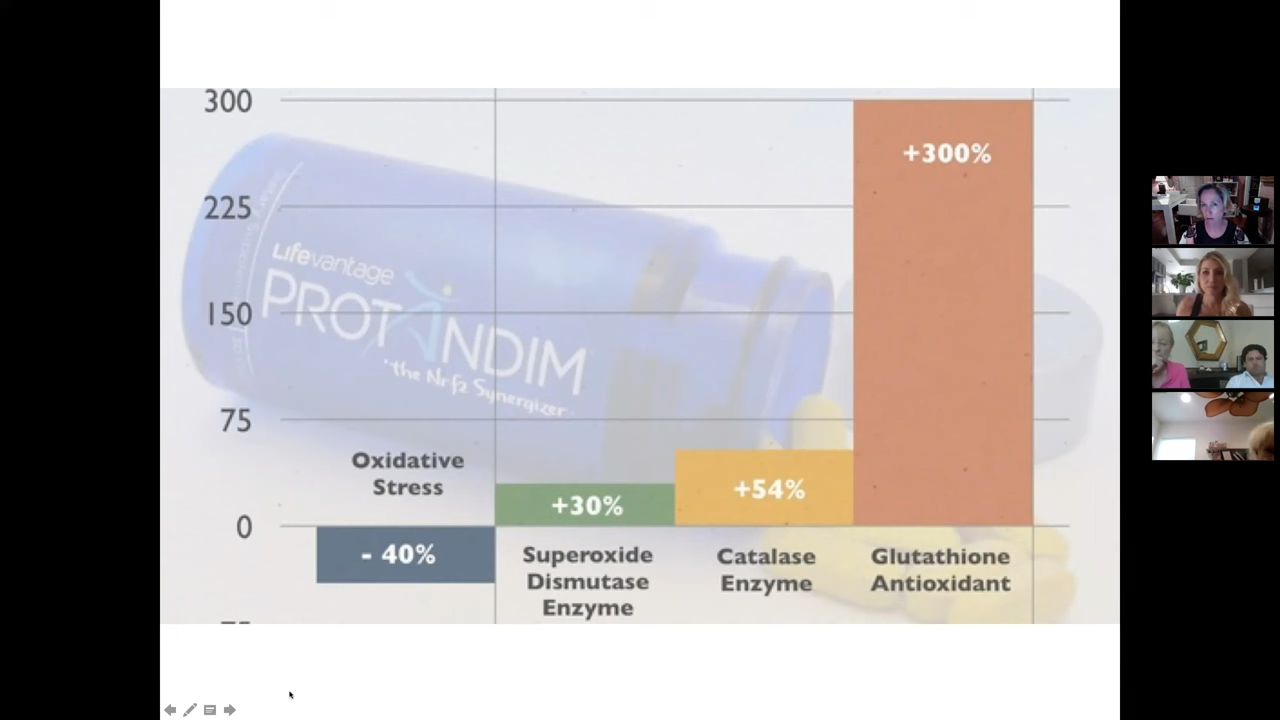 300
225
150
75
0
75
Lifevantage
PROTANDIM
"the Nrf2 Synergizer"
Oxidative
Stress
- 40%
+30%
Superoxide
Dismutase
Enzyme
+54%
Catalase
Enzyme
+300%
Glutathione
Antioxidant